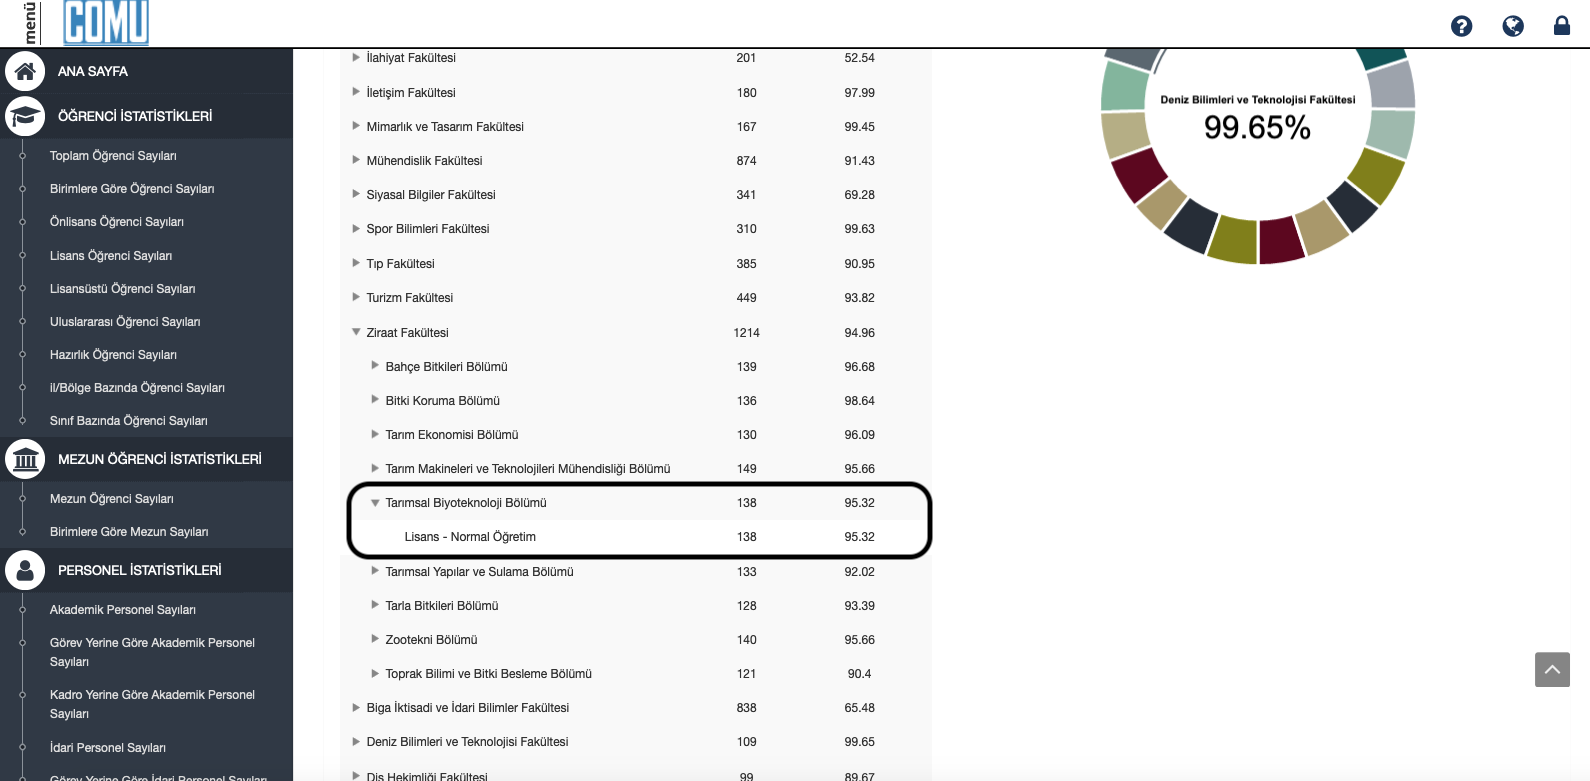 menü
ÇOMÜ
ANA SAYFA
ÖĞRENCİ İSTATİSTİKLERİ
Toplam Öğrenci Sayıları
Birimlere Göre Öğrenci Sayıları
Önlisans Öğrenci Sayıları
Lisans Öğrenci Sayıları
Lisansüstü Öğrenci Sayıları
Uluslararası Öğrenci Sayıları
Hazırlık Öğrenci Sayıları
il/Bölge Bazında Öğrenci Sayıları
Sınıf Bazında Öğrenci Sayıları
MEZUN ÖĞRENCİ İSTATİSTİKLERİ
Mezun Öğrenci Sayıları
Birimlere Göre Mezun Sayıları
PERSONEL İSTATİSTİKLERİ
Akademik Personel Sayıları
Görev Yerine Göre Akademik Personel
Sayıları
Kadro Yerine Göre Akademik Personel
Sayıları
İdari Personel Sayıları
Görev Yerine Göre İdari Personel Sayıları
İlahiyat Fakültesi 201 52.54
İletişim Fakültesi 180 97.99
Mimarlık ve Tasarım Fakültesi 167 99.45
Mühendislik Fakültesi 874 91.43
Siyasal Bilgiler Fakültesi 341 69.28
Spor Bilimleri Fakültesi 310 99.63
Tıp Fakültesi 385 90.95
Turizm Fakültesi 449 93.82
Ziraat Fakültesi 1214 94.96
Bahçe Bitkileri Bölümü 139 96.68
Bitki Koruma Bölümü 136 98.64
Tarım Ekonomisi Bölümü 130 96.09
Tarım Makineleri ve Teknolojileri Mühendisliği Bölümü 149 95.66
Tarımsal Biyoteknoloji Bölümü 138 95.32
Lisans - Normal Öğretim 138 95.32
Tarımsal Yapılar ve Sulama Bölümü 133 92.02
Tarla Bitkileri Bölümü 128 93.39
Zootekni Bölümü 140 95.66
Toprak Bilimi ve Bitki Besleme Bölümü 121 90.4
Biga İktisadi ve İdari Bilimler Fakültesi 838 65.48
Deniz Bilimleri ve Teknolojisi Fakültesi 109 99.65
Diş Hekimliği Fakültesi 99 89.67
Deniz Bilimleri ve Teknolojisi Fakültesi
99.65%